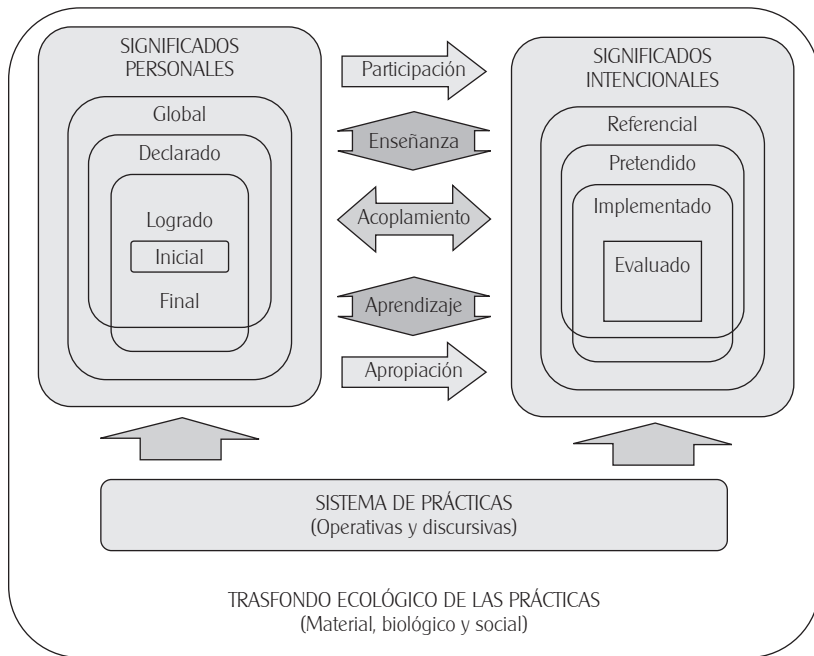 SIGNIFICADOS
PERSONALES
Global
Declarado
Logrado
Inicial
Final
Participación
Enseñanza
Acoplamiento
Aprendizaje
Apropiación
SIGNIFICADOS
INTENCIONALES
Referencial
Pretendido
Implementado
Evaluado
SISTEMA DE PRÁCTICAS
(Operativas y discursivas)
TRASFONDO ECOLÓGICO DE LAS PRÁCTICAS
(Material, biológico y social)